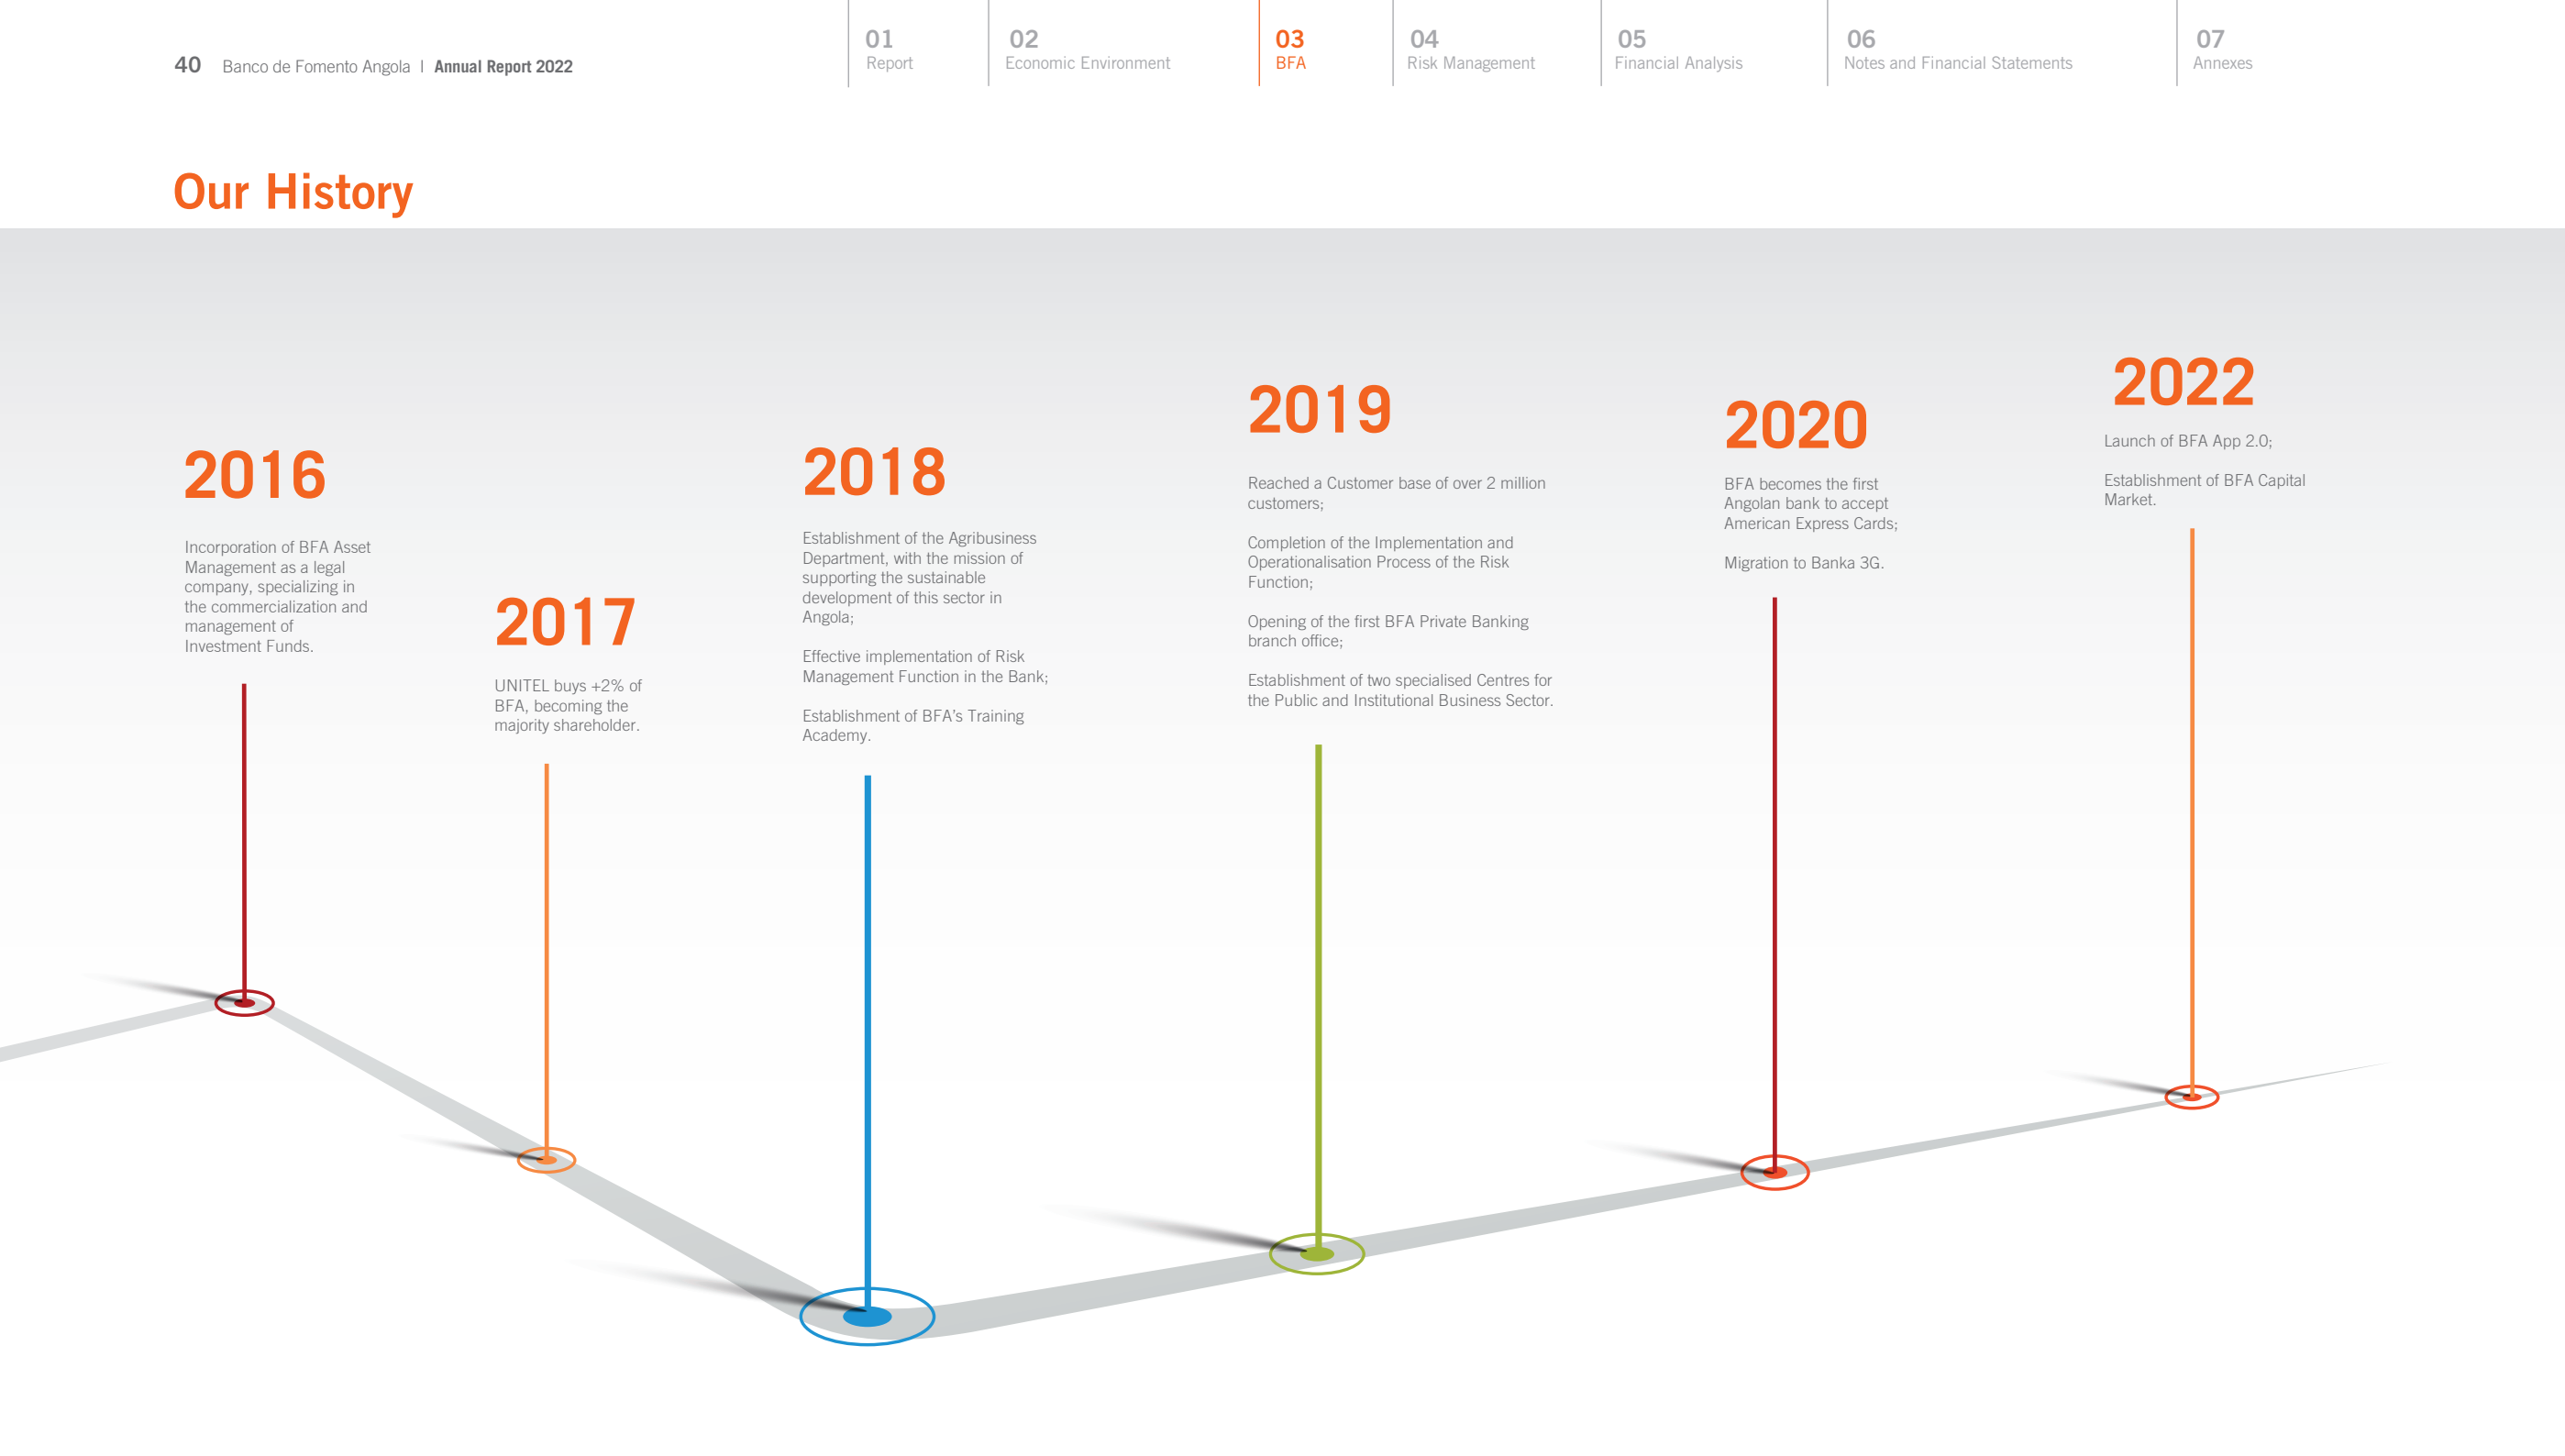 40 Banco de Fomento Angola | Annual Report 2022
01
Report
02
Economic Environment
03
BFA
04
Risk Management
05
Financial Analysis
06
Notes and Financial Statements
07
Annexes
Our History
2016
Incorporation of BFA Asset
Management as a legal
company, specializing in
the commercialization and
management of
Investment Funds.
2017
UNITEL buys +2% of
BFA, becoming the
majority shareholder.
2018
Establishment of the Agribusiness
Department, with the mission of
supporting the sustainable
development of this sector in
Angola;
Effective implementation of Risk
Management Function in the Bank;
Establishment of BFA’s Training
Academy.
2019
Reached a Customer base of over 2 million
customers;
Completion of the Implementation and
Operationalisation Process of the Risk
Function;
Opening of the first BFA Private Banking
branch office;
Establishment of two specialised Centres for
the Public and Institutional Business Sector.
2020
BFA becomes the first
Angolan bank to accept
American Express Cards;
Migration to Banka 3G.
2022
Launch of BFA App 2.0;
Establishment of BFA Capital
Market.